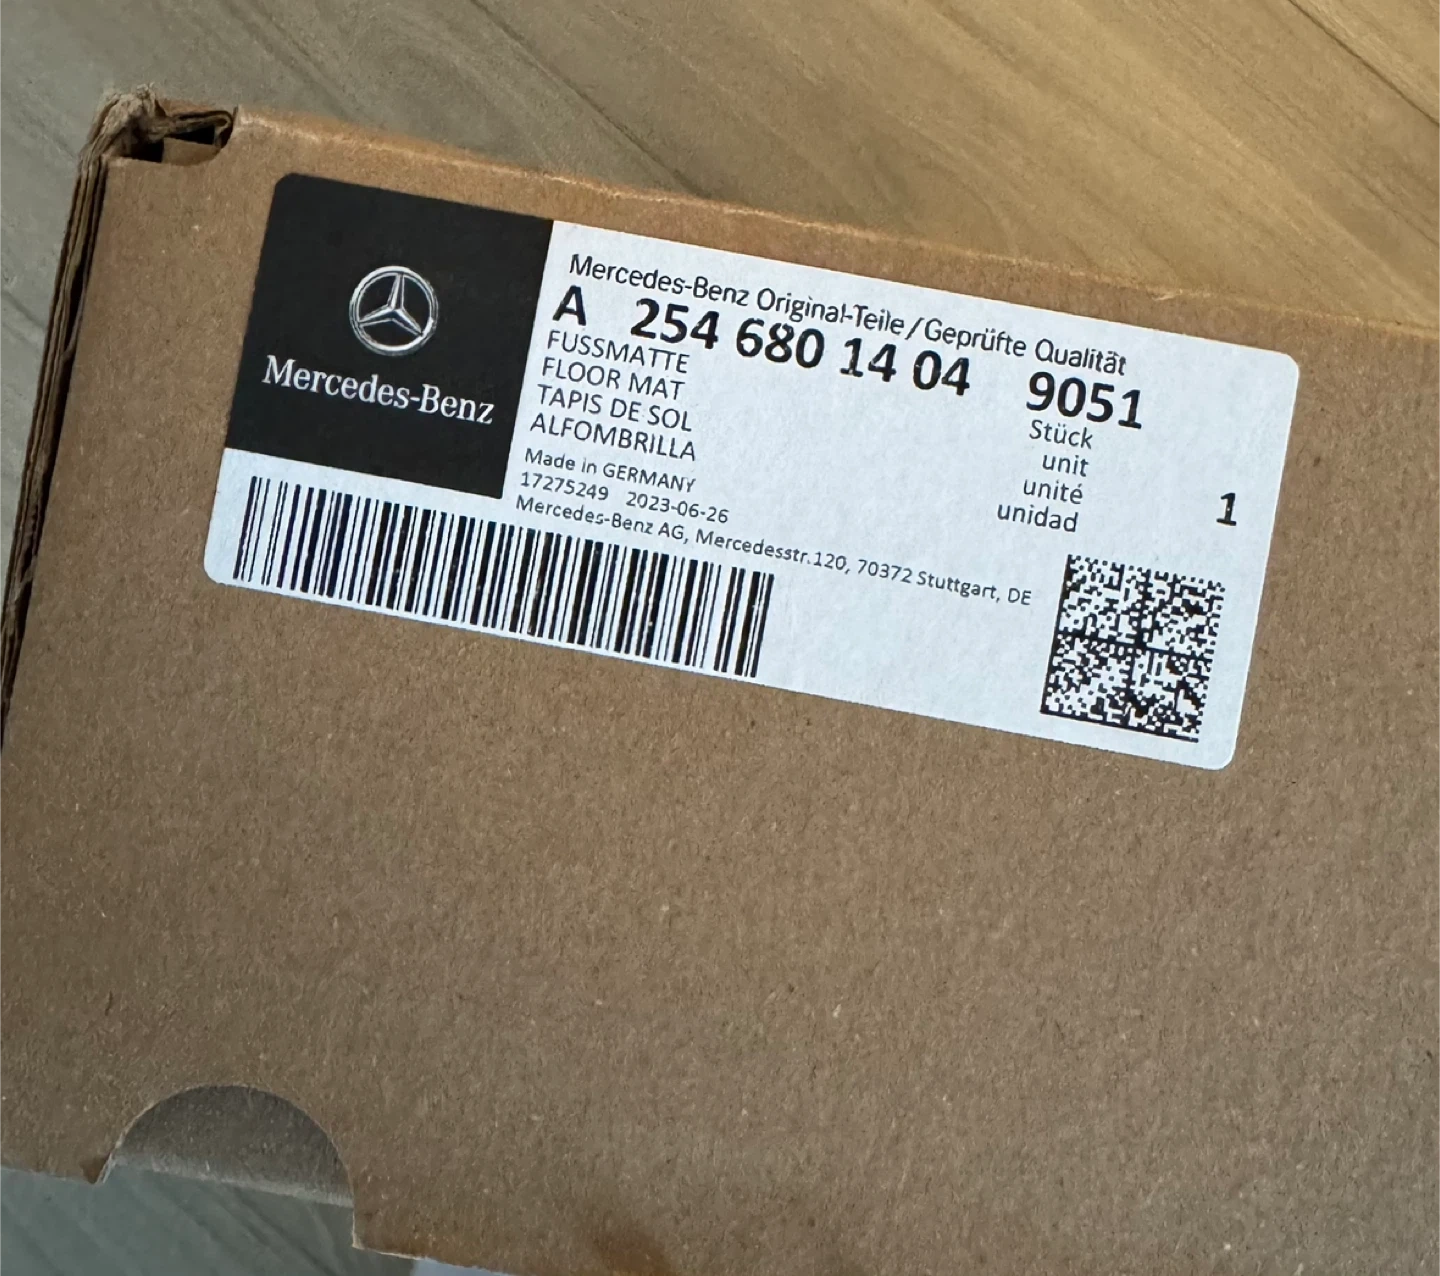 Mercedes-Benz
Mercedes-Benz Original-Teile/Geprüfte Qualität
A 254 680 14 04 9051
FUSSMATTE
FLOOR MAT
TAPIS DE SOL
ALFOMBRILLA
Stück
unit
unité
unidad
1
Made in GERMANY
17275249 2023-06-26
Mercedes-Benz AG, Mercedesstr.120, 70372 Stuttgart, DE